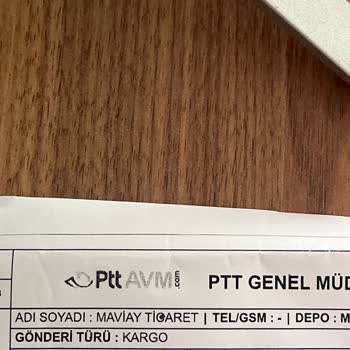 PttAVM.com PTT GENEL MÜD
ADI SOYADI : MAVİAY TİCARET | TEL/GSM : - | DEPO : M
GÖNDERİ TÜRÜ : KARGO